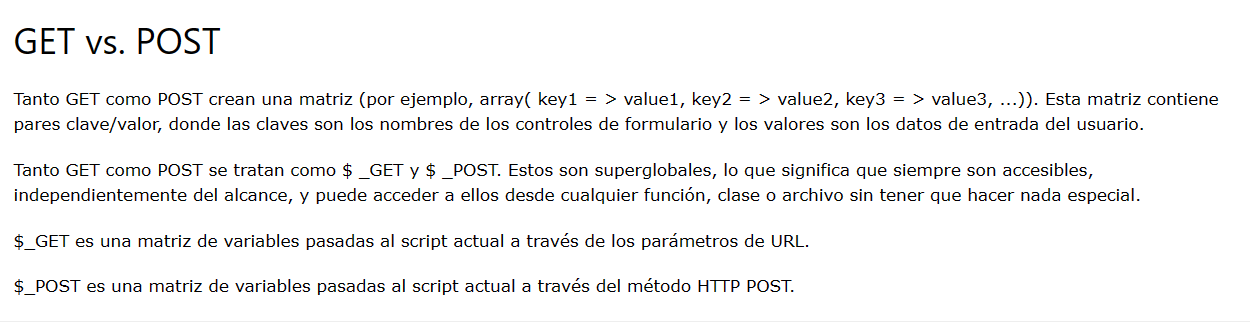 GET vs. POST
Tanto GET como POST crean una matriz (por ejemplo, array( key1 = > value1, key2 = > value2, key3 = > value3, ...)). Esta matriz contiene
pares clave/valor, donde las claves son los nombres de los controles de formulario y los valores son los datos de entrada del usuario.
Tanto GET como POST se tratan como $ _GET y $ _POST. Estos son superglobales, lo que significa que siempre son accesibles,
independientemente del alcance, y puede acceder a ellos desde cualquier función, clase o archivo sin tener que hacer nada especial.
$_GET es una matriz de variables pasadas al script actual a través de los parámetros de URL.
$_POST es una matriz de variables pasadas al script actual a través del método HTTP POST.